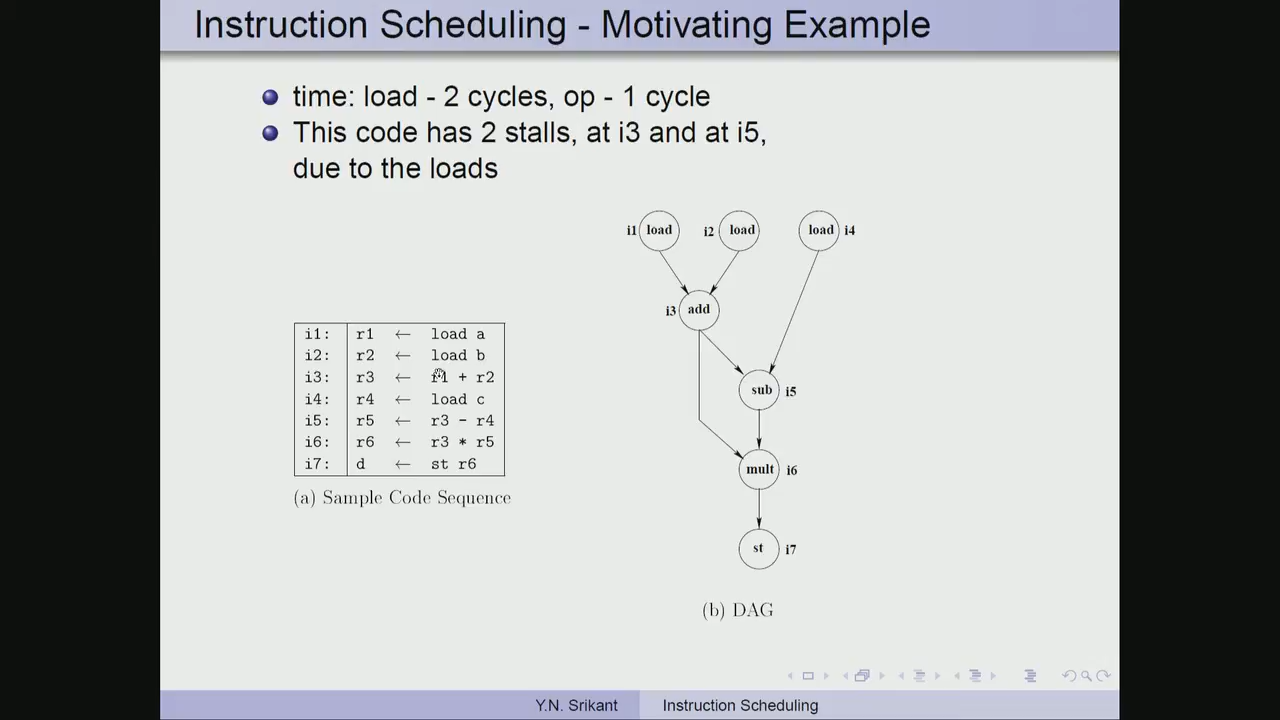 Instruction Scheduling - Motivating Example
time: load - 2 cycles, op - 1 cycle
This code has 2 stalls, at i3 and at i5,
due to the loads
i1 load i2 load load i4
i3 add
sub i5
mult i6
st i7
(b) DAG
i1: r1 ← load a
i2: r2 ← load b
i3: r3 ← r1 + r2
i4: r4 ← load c
i5: r5 ← r3 - r4
i6: r6 ← r3 * r5
i7: d ← st r6
(a) Sample Code Sequence
Y.N. Srikant Instruction Scheduling